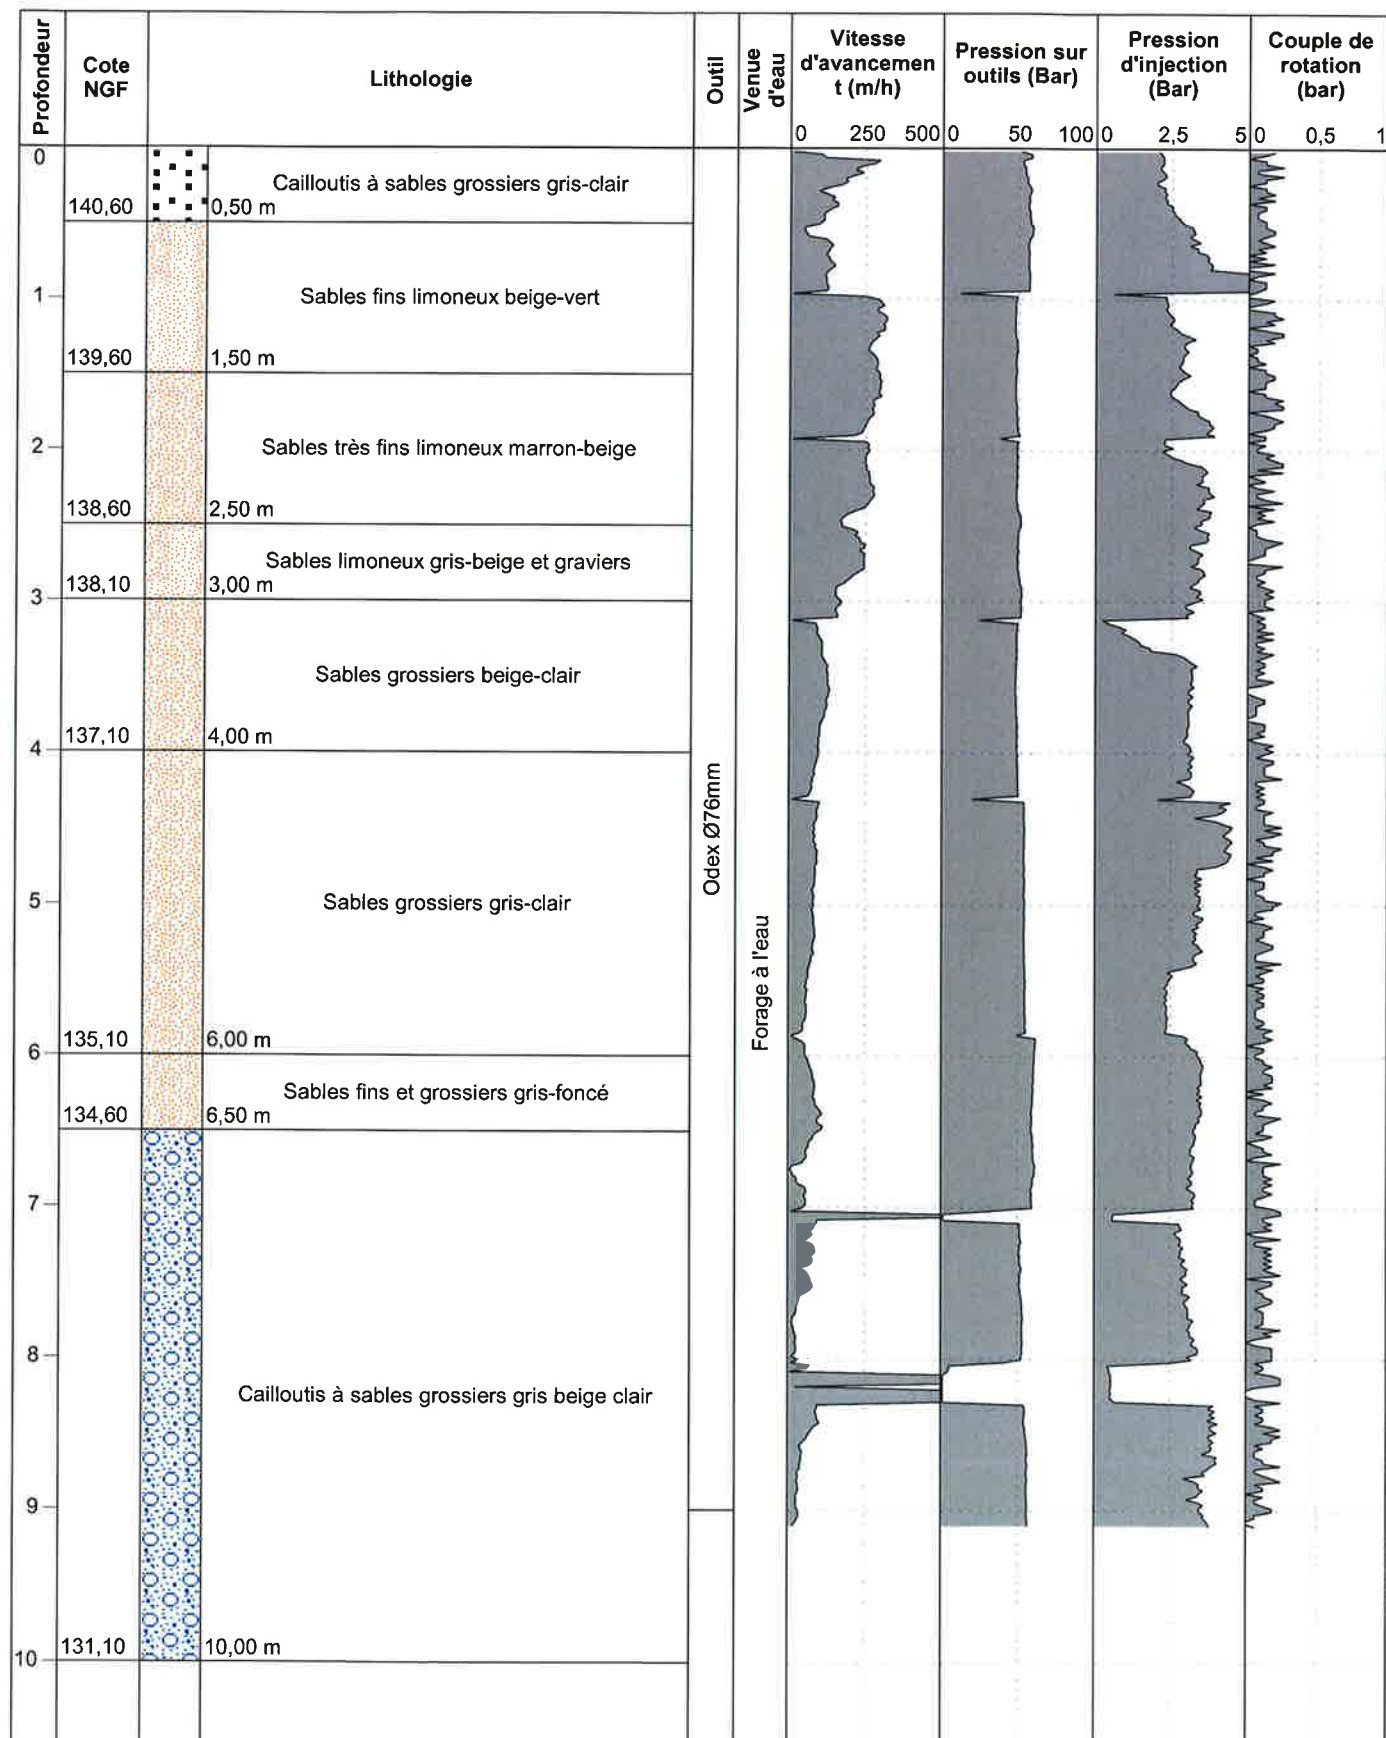 Profondeur
Cote
NGF
Lithologie
Outil
Venue
d'eau
Vitesse
d'avancemen
t (m/h)
Pression sur
outils (Bar)
Pression
d'injection
(Bar)
Couple de
rotation
(bar)
0 250 500
0 50 100
0 2,5 5
0 0,5 1
0
Cailloutis à sables grossiers gris-clair
140,60 0,50 m
1
Sables fins limoneux beige-vert
139,60 1,50 m
2
Sables très fins limoneux marron-beige
138,60 2,50 m
Sables limoneux gris-beige et graviers
138,10 3,00 m
3
Sables grossiers beige-clair
137,10 4,00 m
4
Odex Ø76mm
5
Sables grossiers gris-clair
Forage à l'eau
135,10 6,00 m
6
Sables fins et grossiers gris-foncé
134,60 6,50 m
7
8
Cailloutis à sables grossiers gris beige clair
9
131,10 10,00 m
10